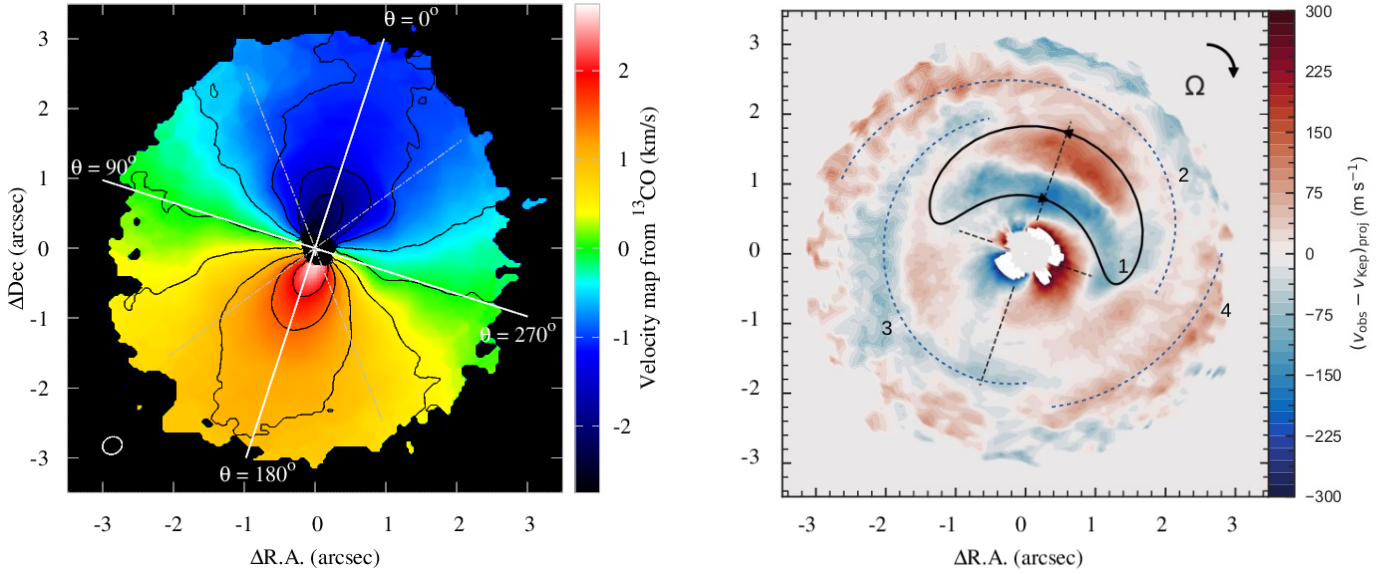 θ = 0°
θ = 90°
θ = 270°
θ = 180°
3
2
1
0
-1
-2
-3
-3 -2 -1 0 1 2 3
ΔDec (arcsec)
ΔR.A. (arcsec)
2
1
0
-1
-2
Velocity map from ¹³CO (km/s)
3
2
1
0
-1
-2
-3
-3 -2 -1 0 1 2 3
ΔR.A. (arcsec)
Ω
1
2
3
4
300
225
150
75
0
−75
−150
−225
−300
(v_obs − v_Kep)_proj (m s⁻¹)